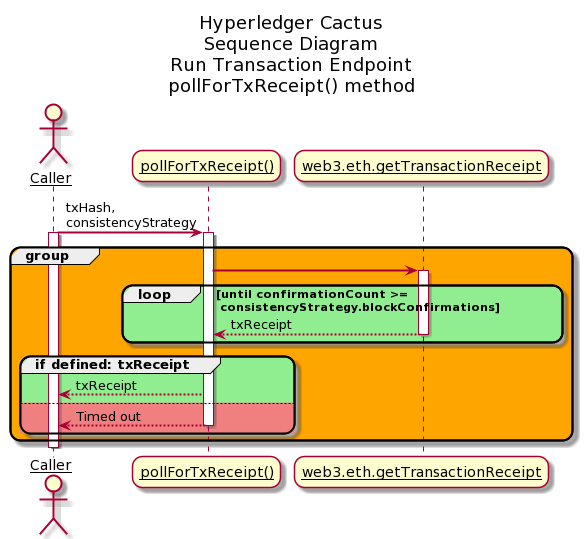 Hyperledger Cactus
Sequence Diagram
Run Transaction Endpoint
pollForTxReceipt() method
Caller
pollForTxReceipt()
web3.eth.getTransactionReceipt
txHash,
consistencyStrategy
group
loop
[until confirmationCount >=
consistencyStrategy.blockConfirmations]
txReceipt
if defined: txReceipt
txReceipt
Timed out
Caller
pollForTxReceipt()
web3.eth.getTransactionReceipt